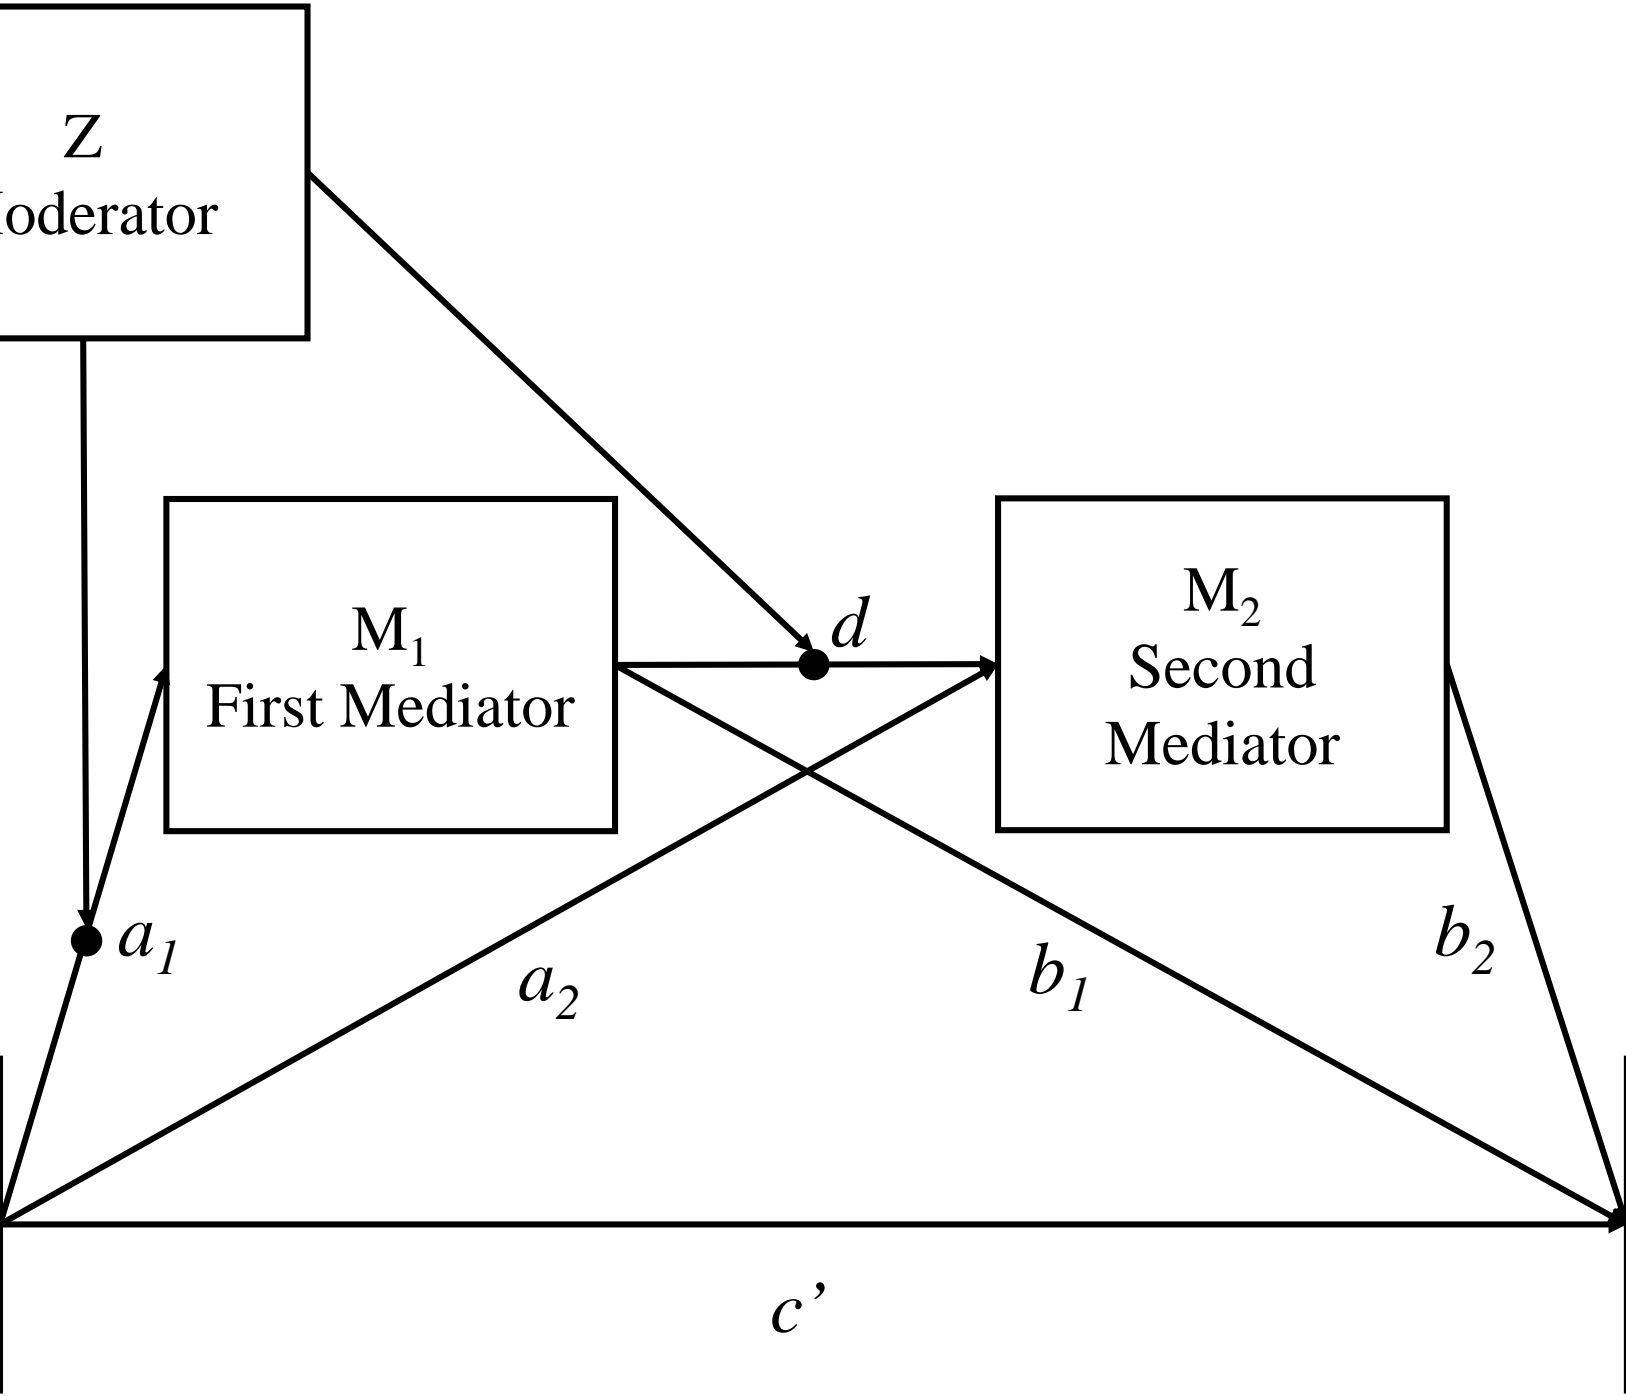 Z
oderator
M₁
First Mediator
d
M₂
Second
Mediator
a₁
a₂
b₁
b₂
c’